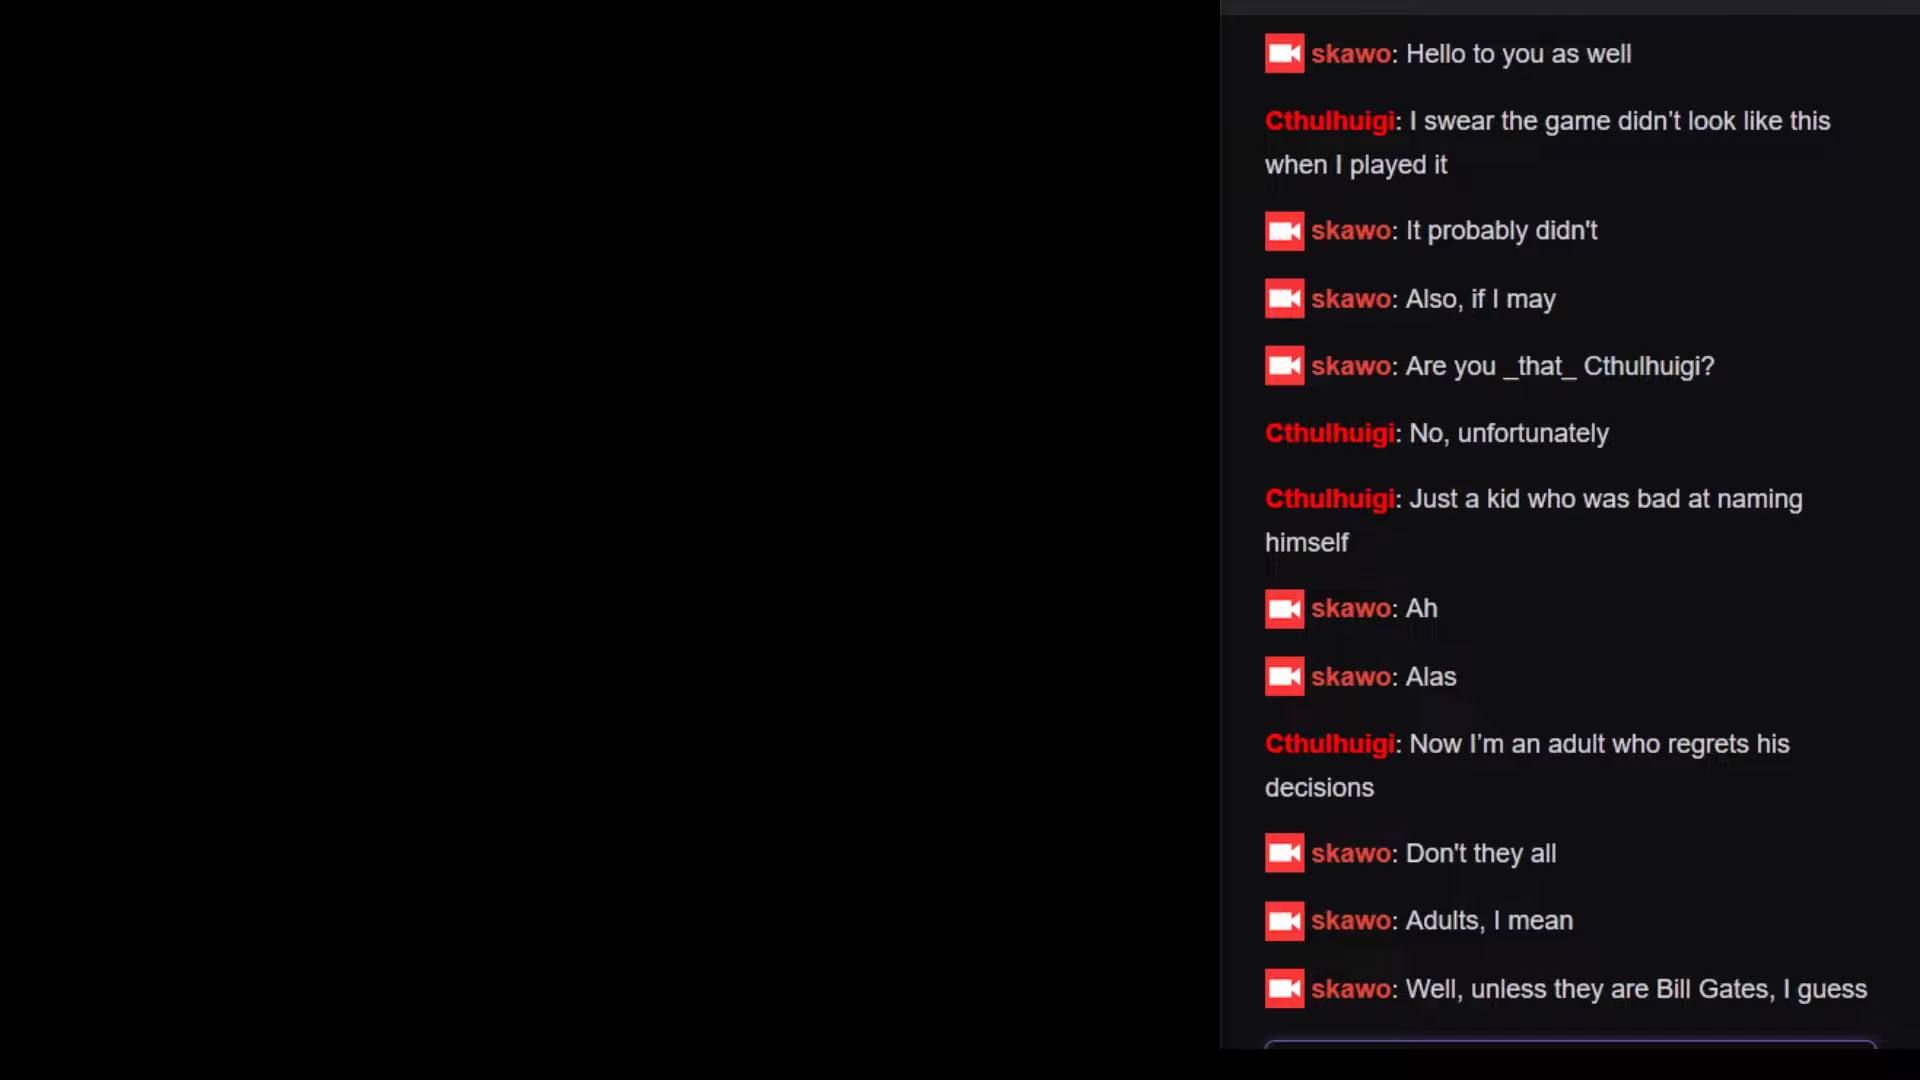 skawo: Hello to you as well
Cthulhuigi: I swear the game didn’t look like this
when I played it
skawo: It probably didn't
skawo: Also, if I may
skawo: Are you _that_ Cthulhuigi?
Cthulhuigi: No, unfortunately
Cthulhuigi: Just a kid who was bad at naming
himself
skawo: Ah
skawo: Alas
Cthulhuigi: Now I’m an adult who regrets his
decisions
skawo: Don't they all
skawo: Adults, I mean
skawo: Well, unless they are Bill Gates, I guess